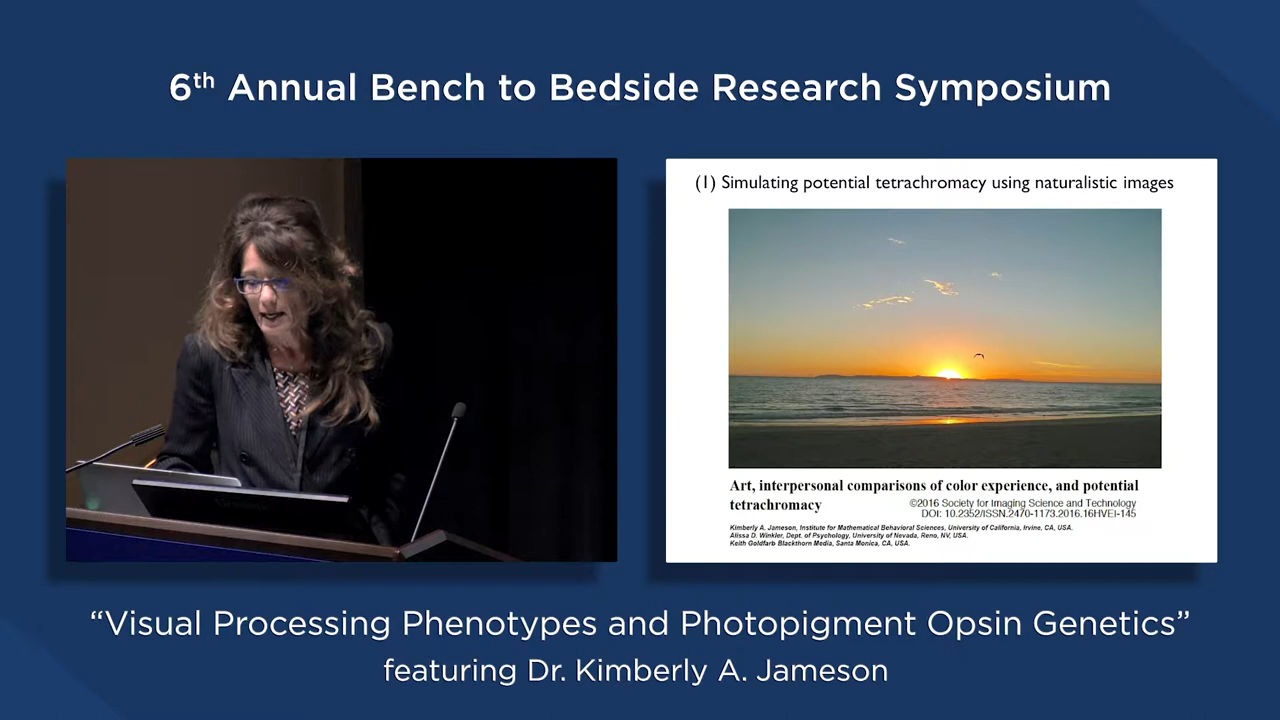 6th Annual Bench to Bedside Research Symposium
(1) Simulating potential tetrachromacy using naturalistic images
Art, interpersonal comparisons of color experience, and potential
tetrachromacy
©2016 Society for Imaging Science and Technology
DOI: 10.2352/ISSN.2470-1173.2016.16HVEI-145
Kimberly A. Jameson, Institute for Mathematical Behavioral Sciences, University of California, Irvine, CA, USA.
Alissa D. Winkler, Dept. of Psychology, University of Nevada, Reno, NV, USA.
Keith Goldfarb Blackthorn Media, Santa Monica, CA, USA.
“Visual Processing Phenotypes and Photopigment Opsin Genetics”
featuring Dr. Kimberly A. Jameson